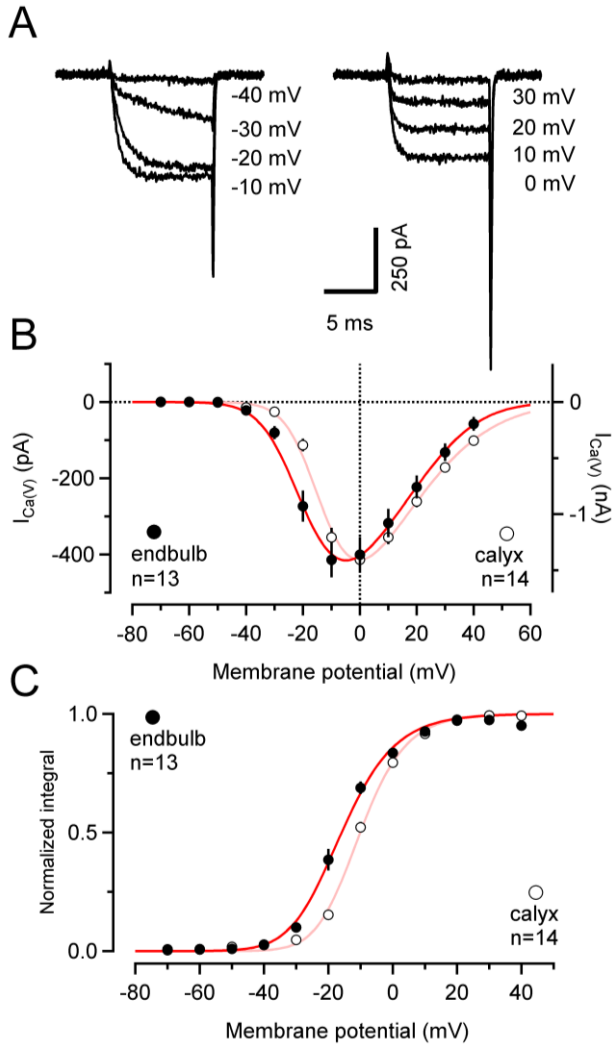 A
-40 mV
-30 mV
-20 mV
-10 mV
30 mV
20 mV
10 mV
0 mV
250 pA
5 ms
B
0
-200
-400
I_Ca(V) (pA)
0
-1
I_Ca(V) (nA)
endbulb
n=13
calyx
n=14
-80 -60 -40 -20 0 20 40 60
Membrane potential (mV)
C
1.0
0.5
0.0
Normalized integral
endbulb
n=13
calyx
n=14
-80 -60 -40 -20 0 20 40
Membrane potential (mV)